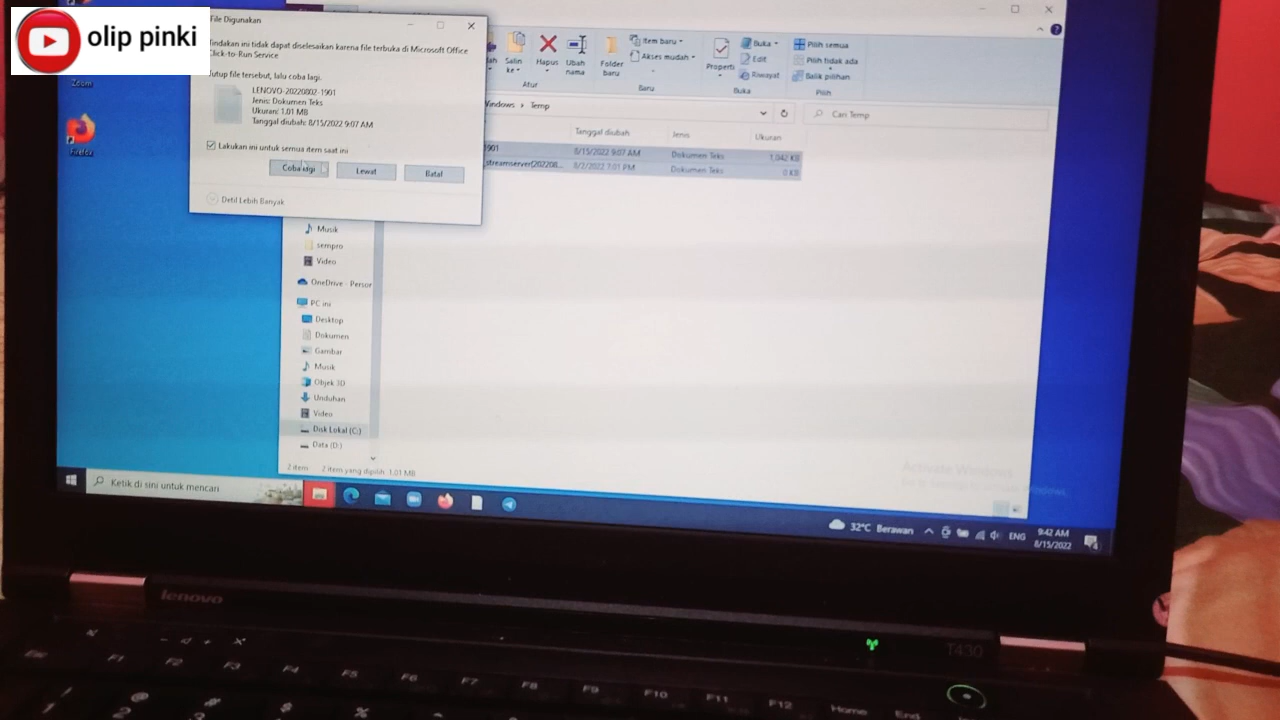 olip pinki
Zoom
Firefox
File Digunakan
Tindakan ini tidak dapat diselesaikan karena file terbuka di Microsoft Office
Click-to-Run Service
Tutup file tersebut, lalu coba lagi.
LENOVO-20220802-1901
Jenis: Dokumen Teks
Ukuran: 1.01 MB
Tanggal diubah: 8/15/2022 9:07 AM
Lakukan ini untuk semua item saat ini
Coba lagi
Lewat
Batal
Detil Lebih Banyak
Salin
ke
Hapus
Ubah
nama
Atur
Folder
baru
Item baru
Akses mudah
Baru
Properti
Buka
Edit
Riwayat
Buka
Pilih semua
Pilih tidak ada
Balik pilihan
Pilih
Windows > Temp
Cari Temp
Tanggal diubah
Jenis
Ukuran
1901
8/15/2022 9:07 AM
Dokumen Teks
1,042 KB
_streamserver(202208...
8/2/2022 7:01 PM
Dokumen Teks
0 KB
Musik
sempro
Video
OneDrive - Persor
PC ini
Desktop
Dokumen
Gambar
Musik
Objek 3D
Unduhan
Video
Disk Lokal (C:)
Data (D:)
2 item
2 item yang dipilih 1.01 MB
Activate Windows
Ketik di sini untuk mencari
32°C Berawan
ENG
9:42 AM
8/15/2022
lenovo
T430
Esc
F1
F2
F3
F4
F5
F6
F7
F8
F9
F10
F11
F12
Home
End